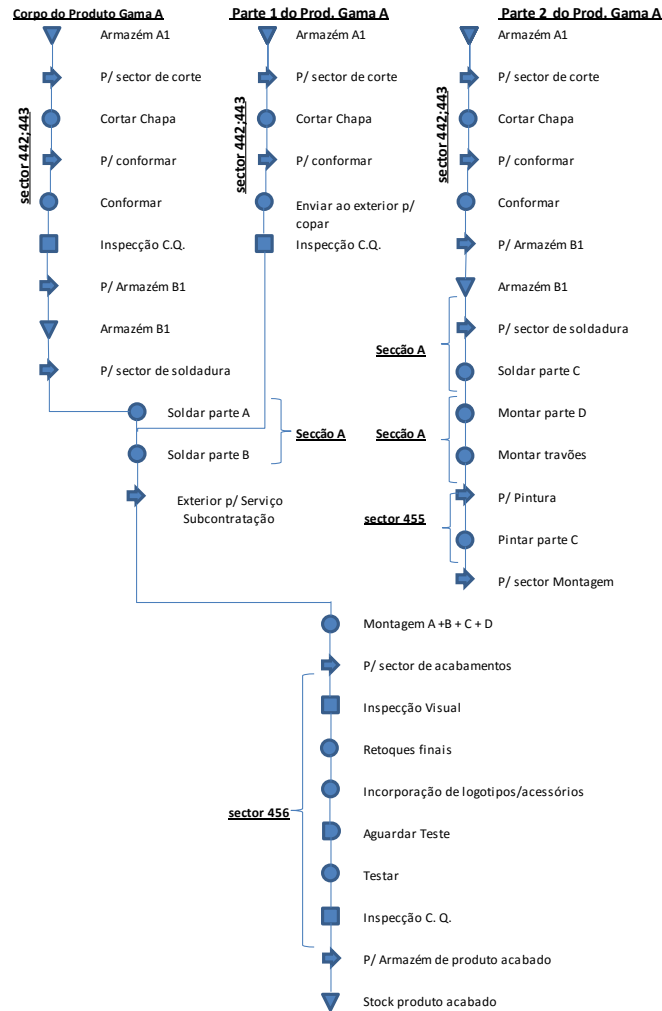 Corpo do Produto Gama A
Armazém A1
P/ sector de corte
Cortar Chapa
P/ conformar
Conformar
Inspecção C.Q.
P/ Armazém B1
Armazém B1
P/ sector de soldadura
sector 442;443
Parte 1 do Prod. Gama A
Armazém A1
P/ sector de corte
Cortar Chapa
P/ conformar
Enviar ao exterior p/
copar
Inspecção C.Q.
sector 442;443
Soldar parte A
Soldar parte B
Secção A
Exterior p/ Serviço
Subcontratação
Parte 2 do Prod. Gama A
Armazém A1
P/ sector de corte
Cortar Chapa
P/ conformar
Conformar
P/ Armazém B1
Armazém B1
P/ sector de soldadura
Soldar parte C
Montar parte D
Montar travões
P/ Pintura
Pintar parte C
P/ sector Montagem
sector 442;443
Secção A
Secção A
sector 455
Montagem A +B + C + D
P/ sector de acabamentos
Inspecção Visual
Retoques finais
Incorporação de logotipos/acessórios
Aguardar Teste
Testar
Inspecção C. Q.
P/ Armazém de produto acabado
Stock produto acabado
sector 456